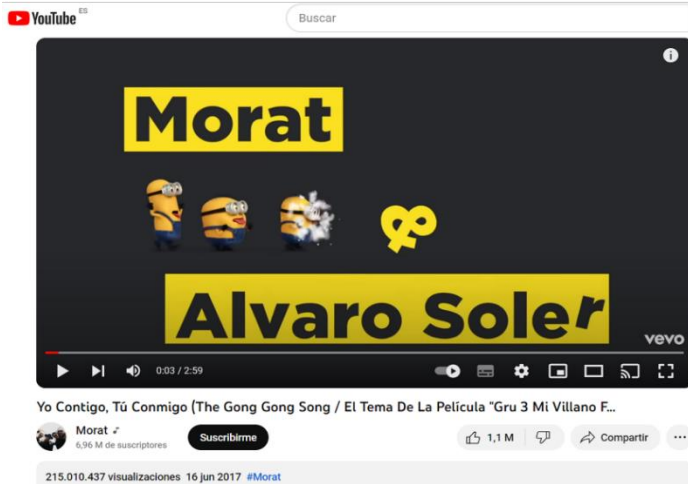 YouTube ES
Buscar
Morat
&
Alvaro Soler
vevo
0:03 / 2:59
Yo Contigo, Tú Conmigo (The Gong Gong Song / El Tema De La Película "Gru 3 Mi Villano F...
Morat
6,96 M de suscriptores
Suscribirme
1,1 M
Compartir
...
215.010.437 visualizaciones 16 jun 2017 #Morat